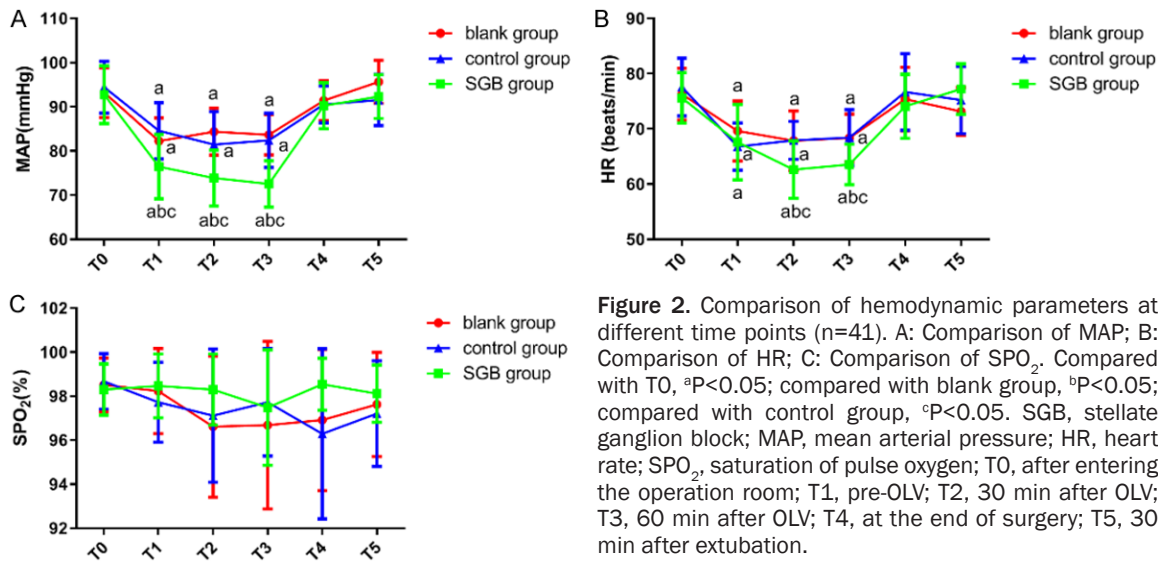 A
110
100
90
80
70
60
MAP(mmHg)
a
a
a
a
a
a
abc
abc
abc
T0
T1
T2
T3
T4
T5
blank group
control group
SGB group
B
90
80
70
60
50
HR (beats/min)
a
a
a
a
a
a
a
abc
abc
T0
T1
T2
T3
T4
T5
blank group
control group
SGB group
C
102
100
98
96
94
92
SPO₂(%)
T0
T1
T2
T3
T4
T5
blank group
control group
SGB group
Figure 2. Comparison of hemodynamic parameters at
different time points (n=41). A: Comparison of MAP; B:
Comparison of HR; C: Comparison of SPO₂. Compared
with T0, ᵃP<0.05; compared with blank group, ᵇP<0.05;
compared with control group, ᶜP<0.05. SGB, stellate
ganglion block; MAP, mean arterial pressure; HR, heart
rate; SPO₂, saturation of pulse oxygen; T0, after entering
the operation room; T1, pre-OLV; T2, 30 min after OLV;
T3, 60 min after OLV; T4, at the end of surgery; T5, 30
min after extubation.